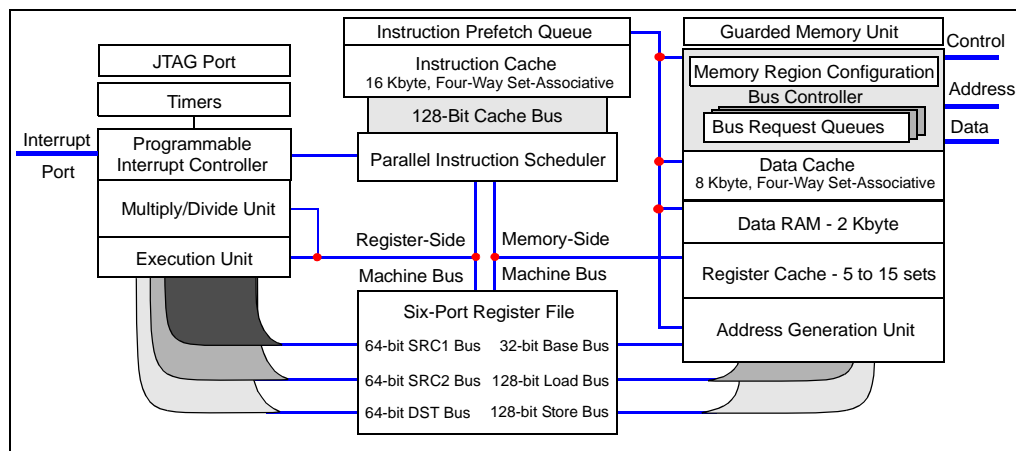 JTAG Port
Timers
Interrupt
Port
Programmable
Interrupt Controller
Multiply/Divide Unit
Execution Unit
Instruction Prefetch Queue
Instruction Cache
16 Kbyte, Four-Way Set-Associative
128-Bit Cache Bus
Parallel Instruction Scheduler
Register-Side
Machine Bus
Memory-Side
Machine Bus
Six-Port Register File
64-bit SRC1 Bus
32-bit Base Bus
64-bit SRC2 Bus
128-bit Load Bus
64-bit DST Bus
128-bit Store Bus
Guarded Memory Unit
Memory Region Configuration
Bus Controller
Bus Request Queues
Control
Address
Data
Data Cache
8 Kbyte, Four-Way Set-Associative
Data RAM - 2 Kbyte
Register Cache - 5 to 15 sets
Address Generation Unit